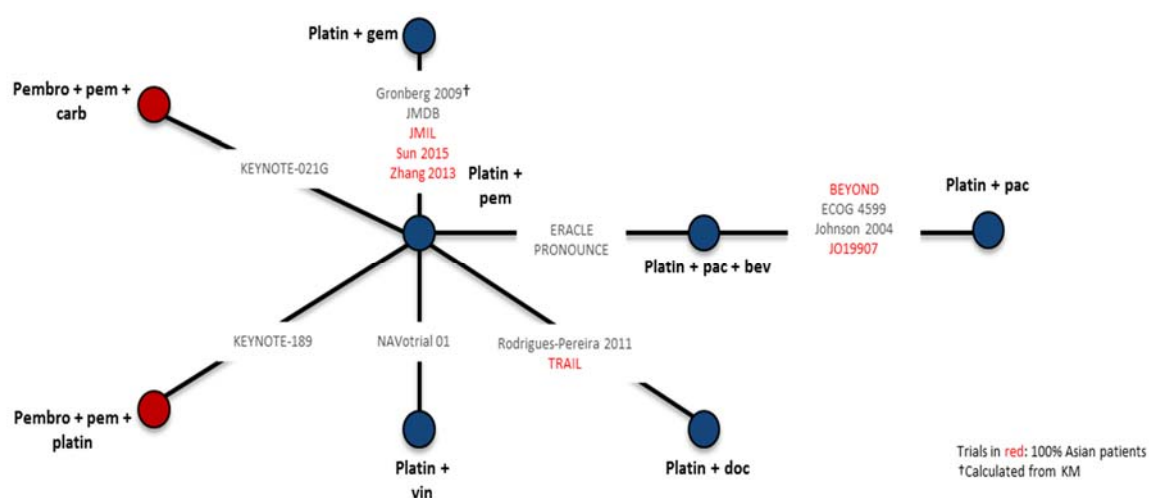 Platin + gem
Pembro + pem +
carb
Gronberg 2009†
JMDB
JMIL
Sun 2015
Zhang 2013
KEYNOTE-021G
Platin +
pem
BEYOND
ECOG 4599
Johnson 2004
JO19907
Platin + pac
ERACLE
PRONOUNCE
Platin + pac + bev
KEYNOTE-189
NAVotrial 01
Rodrigues-Pereira 2011
TRAIL
Pembro + pem +
platin
Platin +
vin
Platin + doc
Trials in red: 100% Asian patients
†Calculated from KM